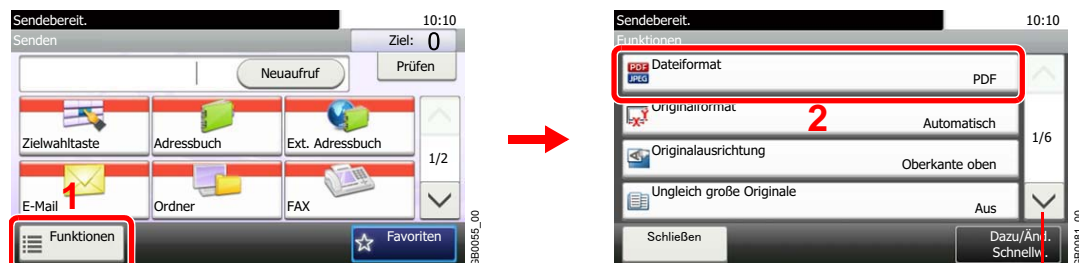 Sendebereit.
10:10
Senden
Ziel: 0
Neuaufruf
Prüfen
Zielwahltaste
Adressbuch
Ext. Adressbuch
1/2
E-Mail
1
Ordner
FAX
Funktionen
Favoriten
GB0055_00
Sendebereit.
10:10
Funktionen
PDF
JPEG
Dateiformat
PDF
Originalformat
2
Automatisch
1/6
Originalausrichtung
Oberkante oben
Ungleich große Originale
Aus
Schließen
Dazu/Änd.
Schnellw.
GB0081_00